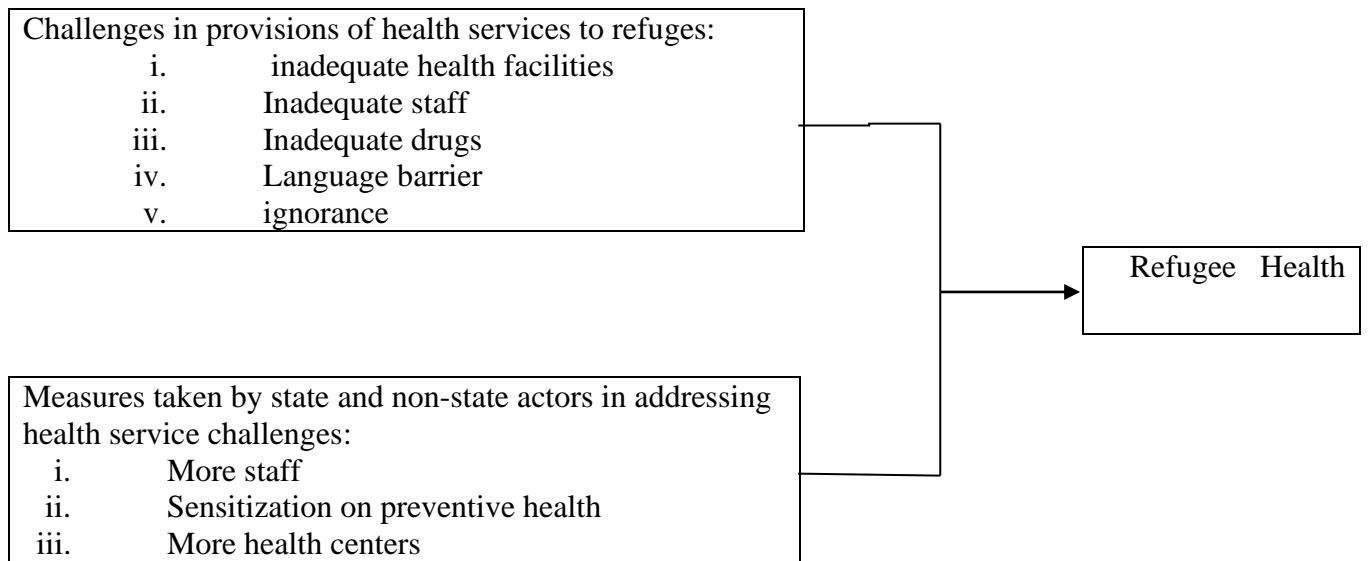 Challenges in provisions of health services to refuges:
i. inadequate health facilities
ii. Inadequate staff
iii. Inadequate drugs
iv. Language barrier
v. ignorance
Refugee Health
Measures taken by state and non-state actors in addressing
health service challenges:
i. More staff
ii. Sensitization on preventive health
iii. More health centers